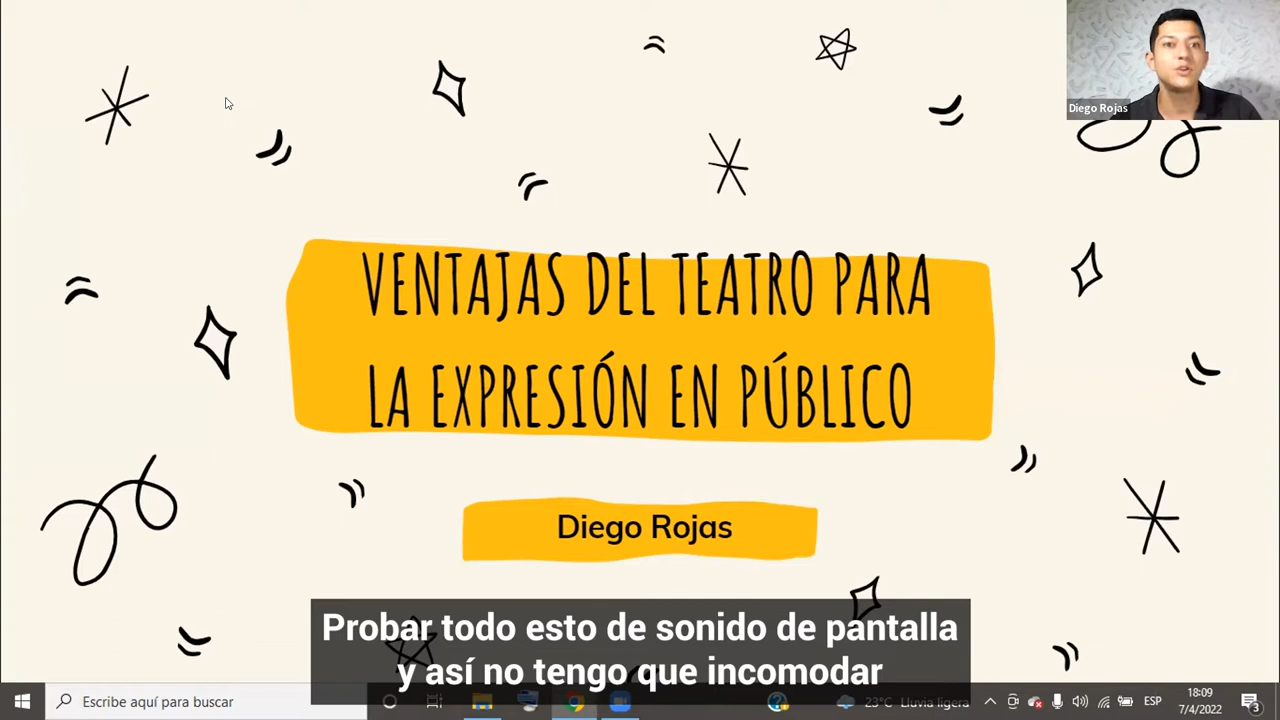 Diego Rojas
VENTAJAS DEL TEATRO PARA
LA EXPRESIÓN EN PÚBLICO
Diego Rojas
Probar todo esto de sonido de pantalla
y así no tengo que incomodar
Escribe aquí para buscar
23°C Lluvia ligera
ESP
18:09
7/4/2022
3